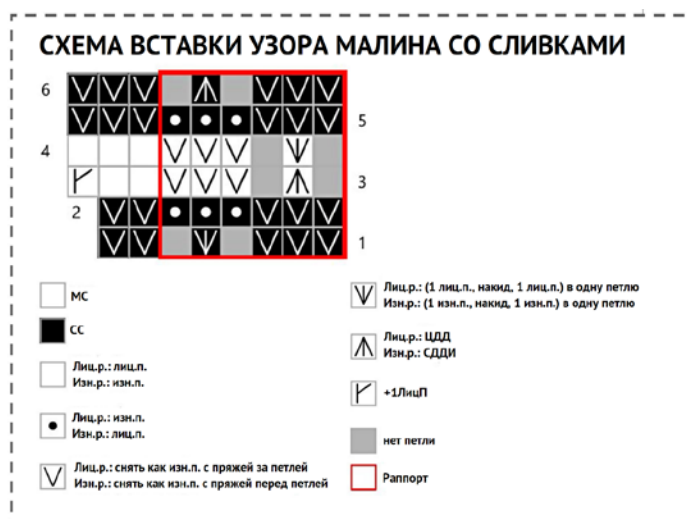 СХЕМА ВСТАВКИ УЗОРА МАЛИНА СО СЛИВКАМИ
6
5
4
3
2
1
МС
СС
Лиц.р.: лиц.п.
Изн.р.: изн.п.
Лиц.р.: изн.п.
Изн.р.: лиц.п.
Лиц.р.: снять как изн.п. с пряжей за петлей
Изн.р.: снять как изн.п. с пряжей перед петлей
Лиц.р.: (1 лиц.п., накид, 1 лиц.п.) в одну петлю
Изн.р.: (1 изн.п., накид, 1 изн.п.) в одну петлю
Лиц.р.: ЦДД
Изн.р.: СДДИ
+1ЛицП
нет петли
Раппорт